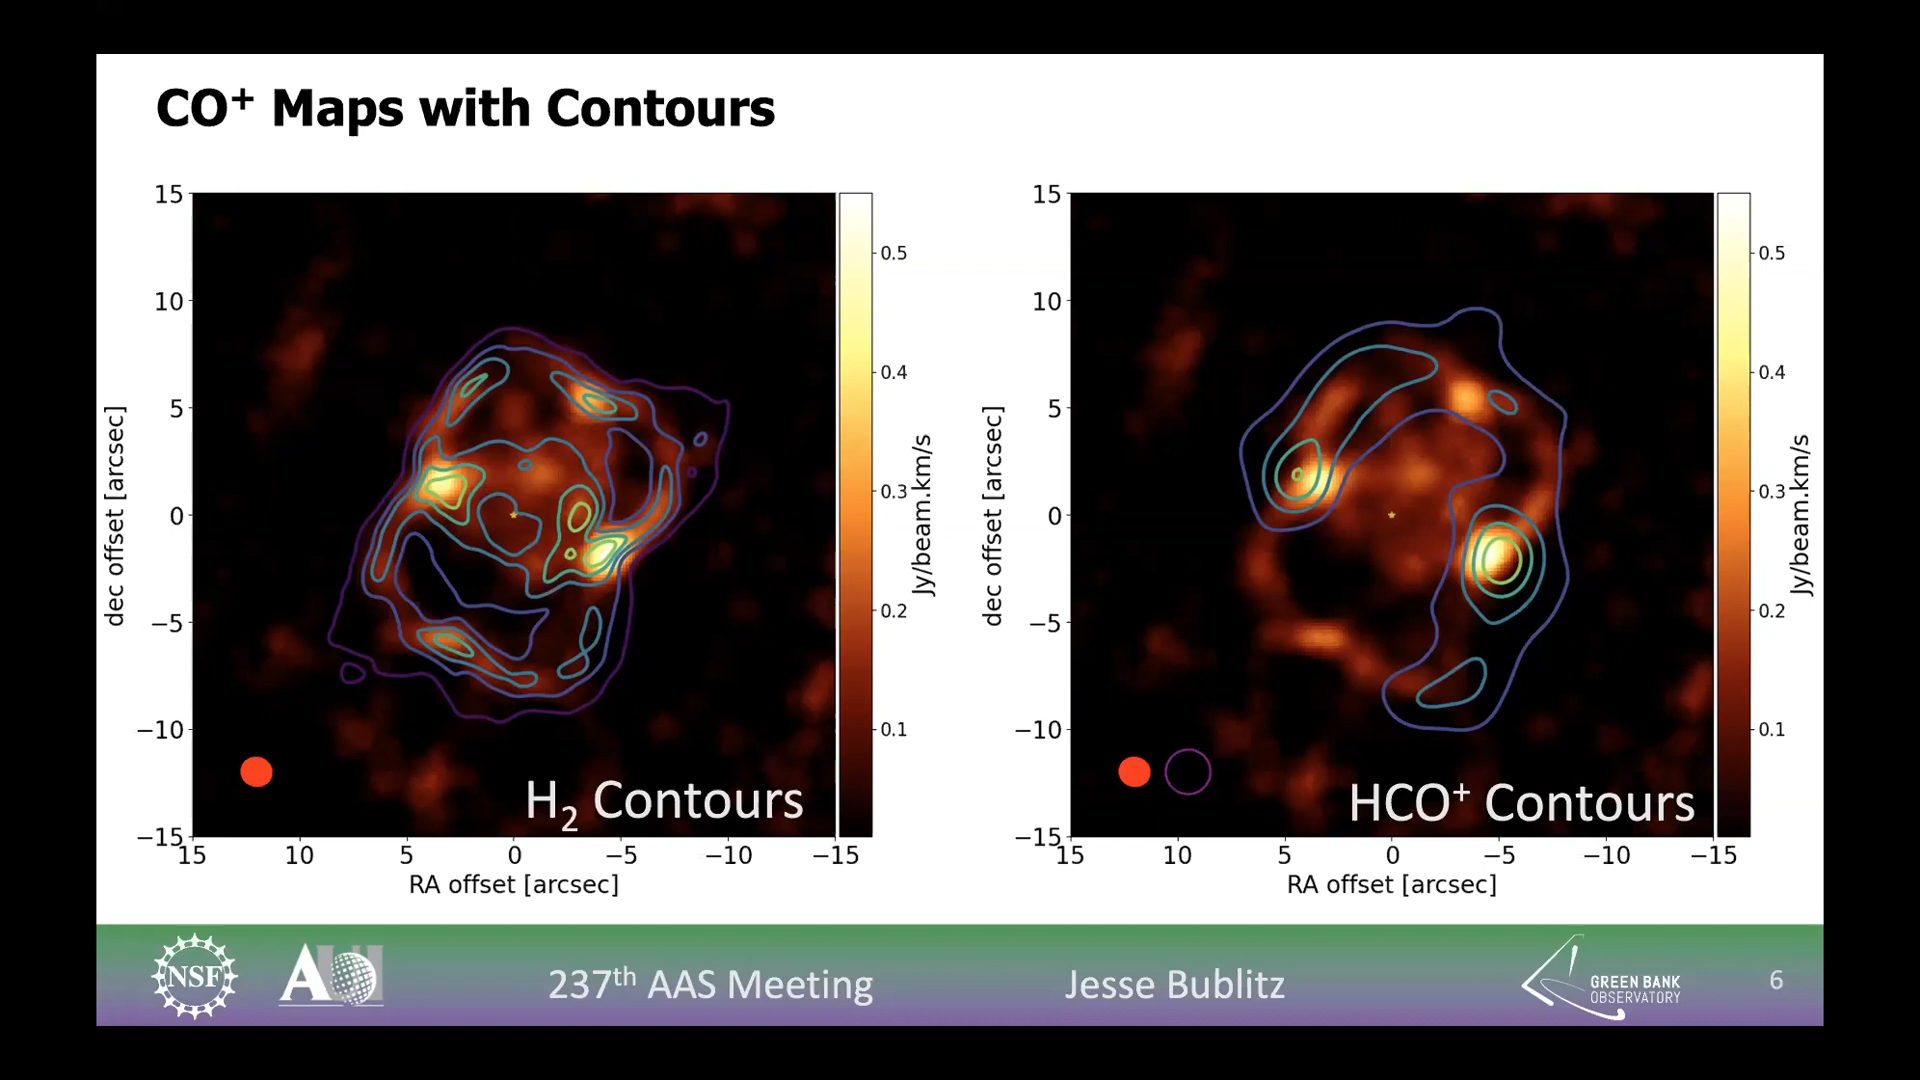 CO⁺ Maps with Contours
15
10
5
0
−5
−10
−15
dec offset [arcsec]
15
10
5
0
−5
−10
−15
RA offset [arcsec]
H₂ Contours
0.5
0.4
0.3
0.2
0.1
Jy/beam.km/s
15
10
5
0
−5
−10
−15
dec offset [arcsec]
15
10
5
0
−5
−10
−15
RA offset [arcsec]
HCO⁺ Contours
0.5
0.4
0.3
0.2
0.1
Jy/beam.km/s
NSF
AUI
237ᵗʰ AAS Meeting
Jesse Bublitz
GREEN BANK
OBSERVATORY
6